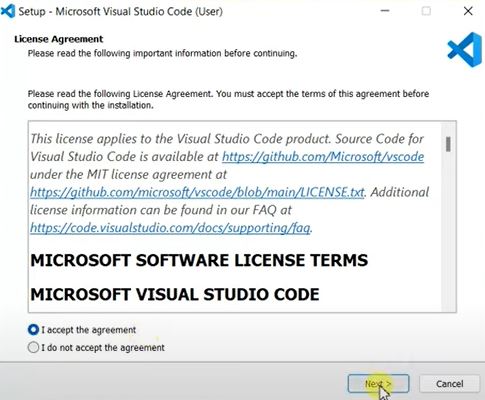 Setup - Microsoft Visual Studio Code (User)
License Agreement
Please read the following important information before continuing.
Please read the following License Agreement. You must accept the terms of this agreement before
continuing with the installation.
This license applies to the Visual Studio Code product. Source Code for
Visual Studio Code is available at https://github.com/Microsoft/vscode
under the MIT license agreement at
https://github.com/microsoft/vscode/blob/main/LICENSE.txt. Additional
license information can be found in our FAQ at
https://code.visualstudio.com/docs/supporting/faq.
MICROSOFT SOFTWARE LICENSE TERMS
MICROSOFT VISUAL STUDIO CODE
I accept the agreement
I do not accept the agreement
Next > Cancel